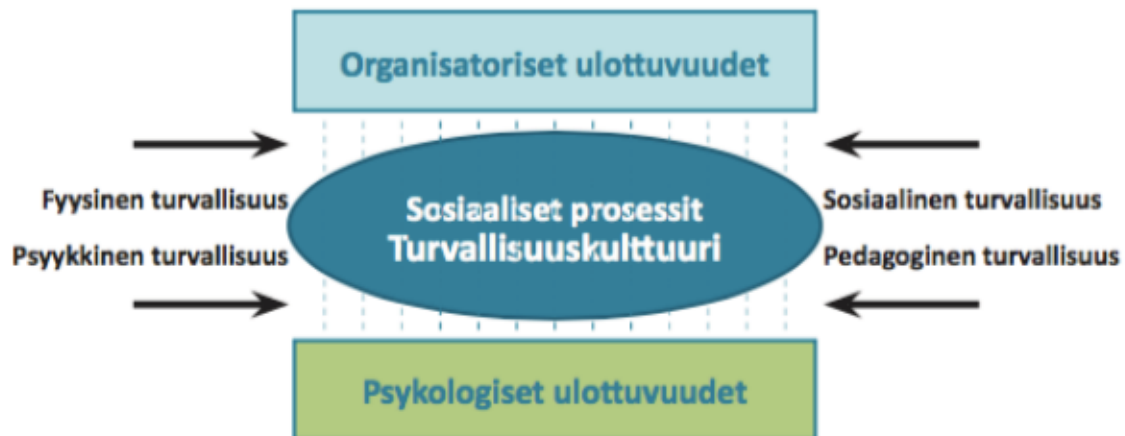 Organisatoriset ulottuvuudet
Fyysinen turvallisuus
Psyykkinen turvallisuus
Sosiaaliset prosessit
Turvallisuuskulttuuri
Sosiaalinen turvallisuus
Pedagoginen turvallisuus
Psykologiset ulottuvuudet